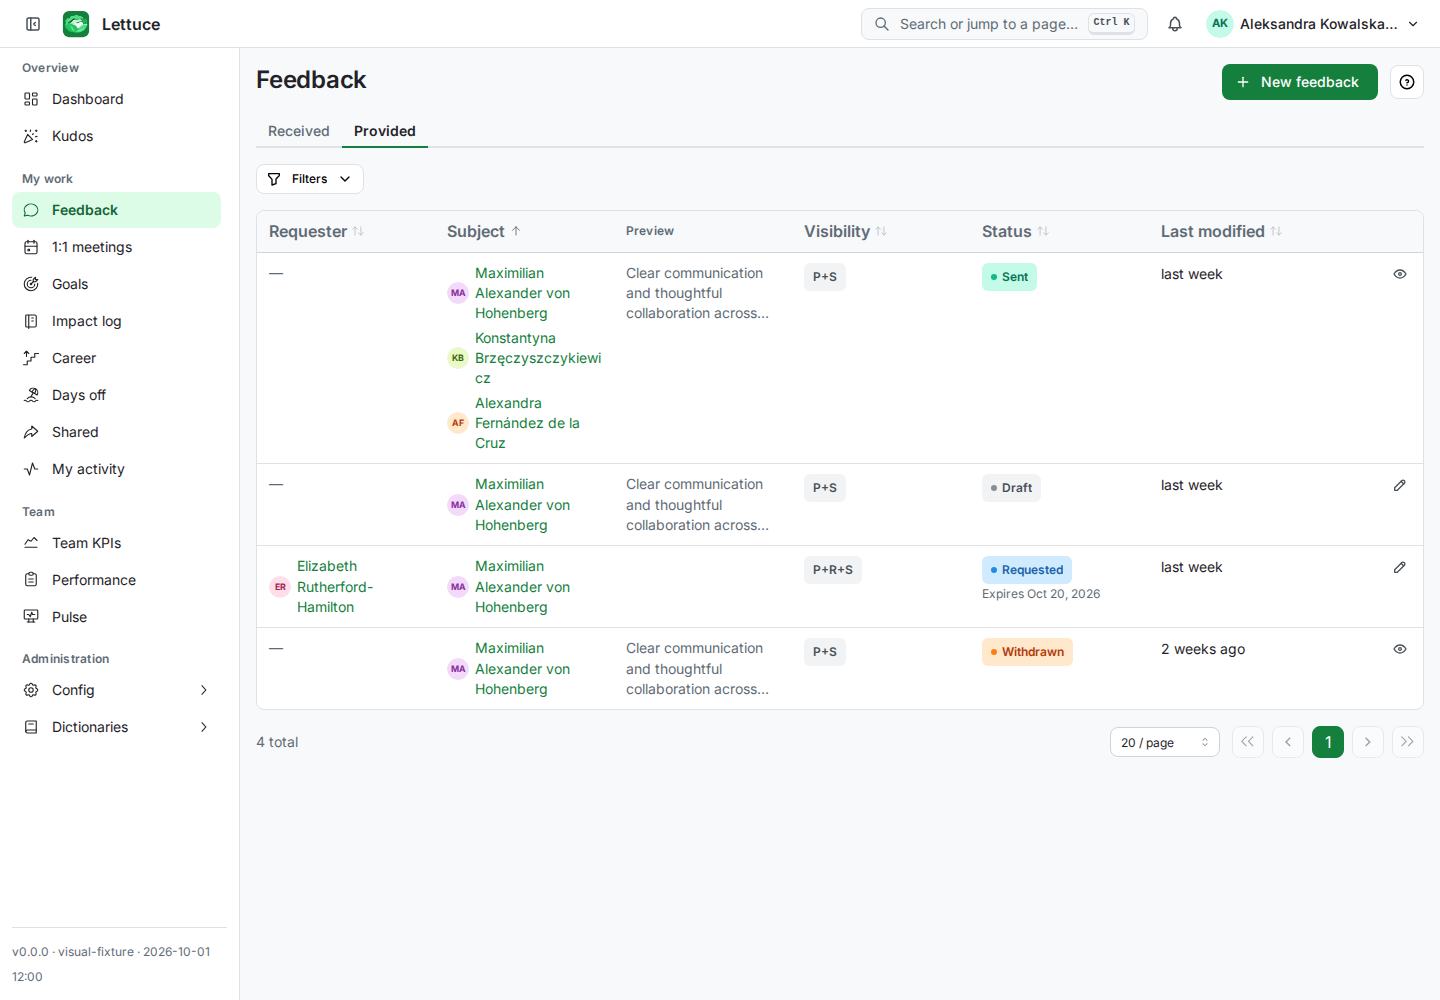 Lettuce
Search or jump to a page...
Ctrl K
AK
Aleksandra Kowalska...
Overview
Dashboard
Kudos
My work
Feedback
1:1 meetings
Goals
Impact log
Career
Days off
Shared
My activity
Team
Team KPIs
Performance
Pulse
Administration
Config
Dictionaries
v0.0.0 · visual-fixture · 2026-10-01
12:00
Feedback
New feedback
Received
Provided
Filters
Requester
Subject
Preview
Visibility
Status
Last modified
—
MA
Maximilian
Alexander von
Hohenberg
KB
Konstantyna
Brzęczyszczykiewi
cz
AF
Alexandra
Fernández de la
Cruz
Clear communication
and thoughtful
collaboration across...
P+S
Sent
last week
—
MA
Maximilian
Alexander von
Hohenberg
Clear communication
and thoughtful
collaboration across...
P+S
Draft
last week
ER
Elizabeth
Rutherford-
Hamilton
MA
Maximilian
Alexander von
Hohenberg
P+R+S
Requested
Expires Oct 20, 2026
last week
—
MA
Maximilian
Alexander von
Hohenberg
Clear communication
and thoughtful
collaboration across...
P+S
Withdrawn
2 weeks ago
4 total
20 / page
1